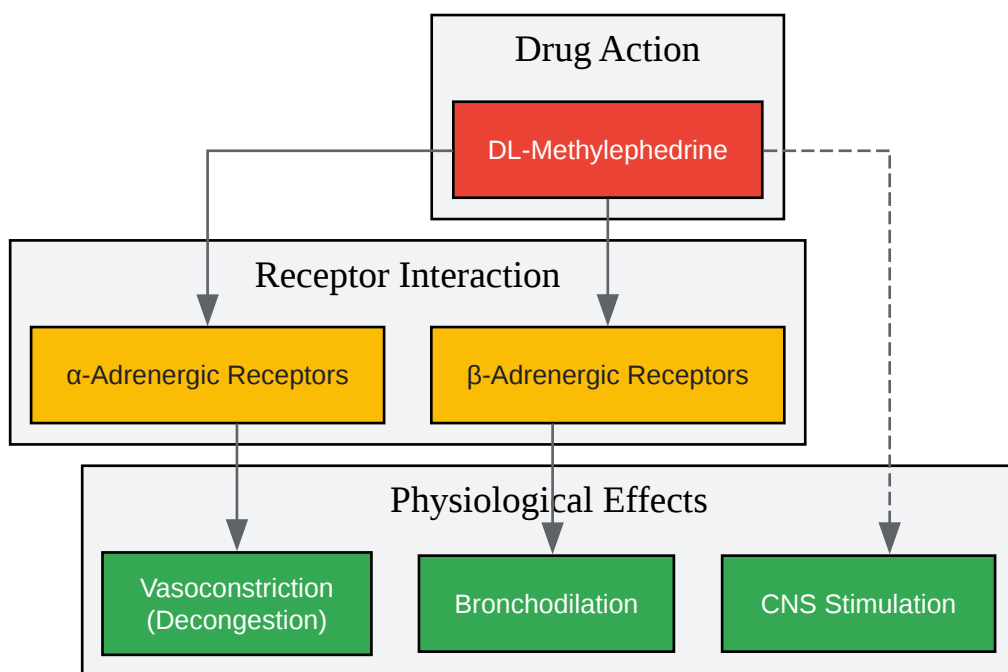 Drug Action
DL-Methylephedrine
Receptor Interaction
α-Adrenergic Receptors
β-Adrenergic Receptors
Physiological Effects
Vasoconstriction
(Decongestion)
Bronchodilation
CNS Stimulation